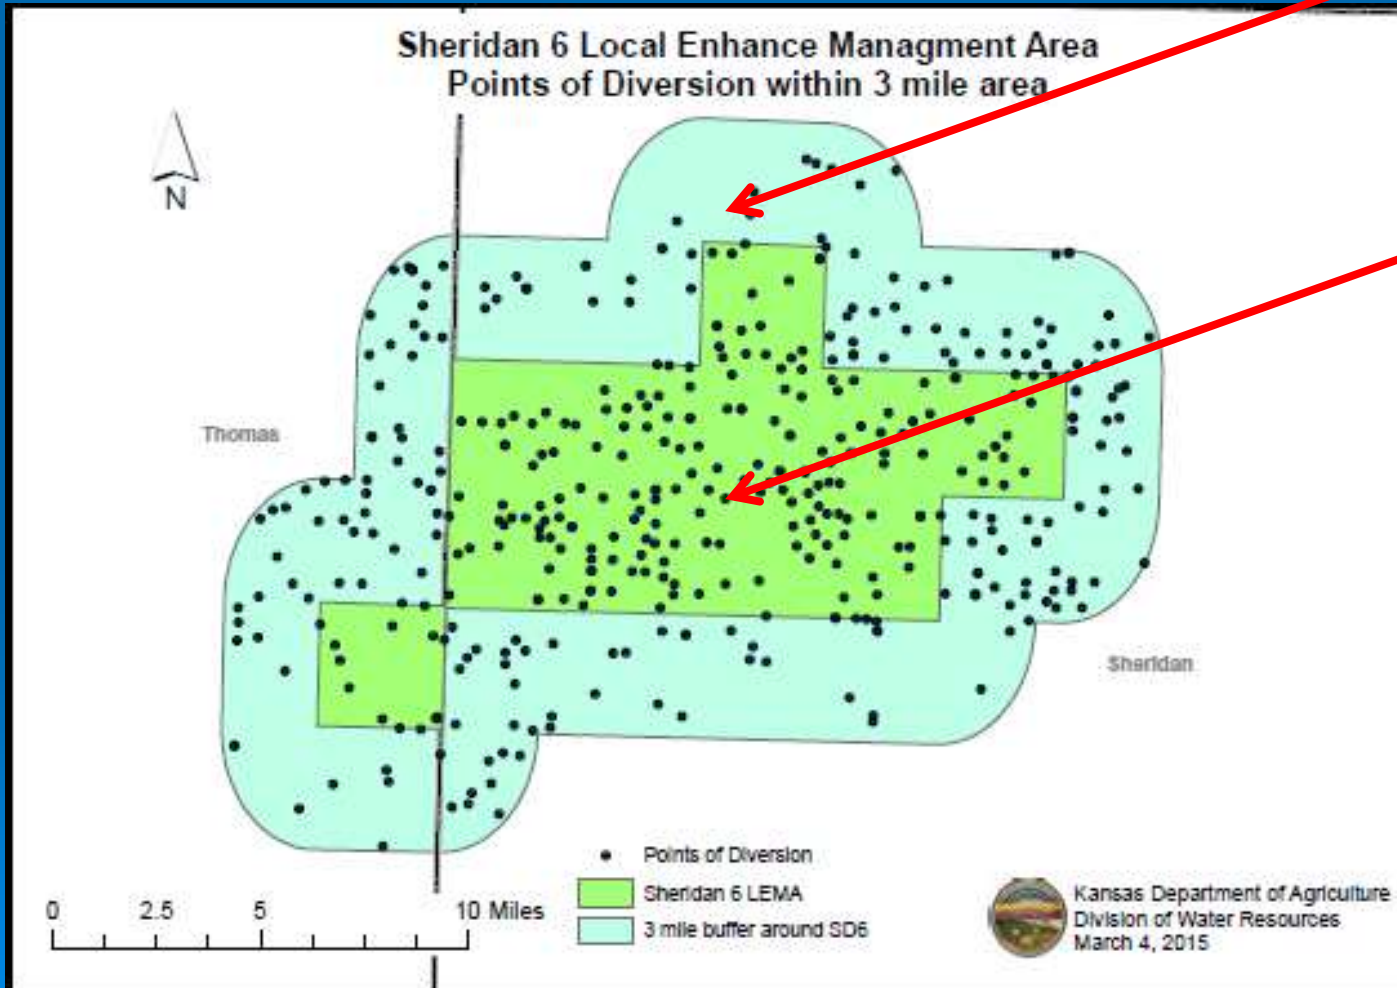 Sheridan 6 Local Enhance Managment Area
Points of Diversion within 3 mile area
N
Thomas
Sheridan
Points of Diversion
Sheridan 6 LEMA
3 mile buffer around SD6
0 2.5 5 10 Miles
Kansas Department of Agriculture
Division of Water Resources
March 4, 2015